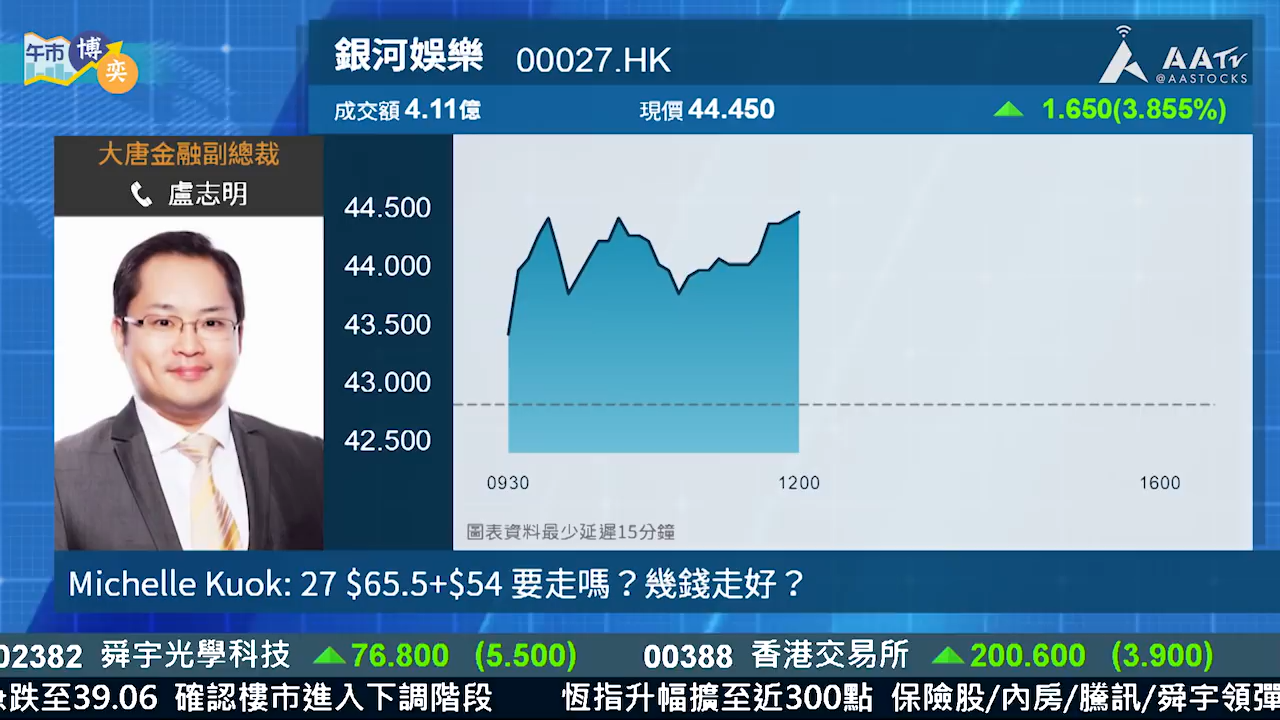 午市
博
奕
銀河娛樂 00027.HK
AATV
@AASTOCKS
成交額 4.11億 現價 44.450 1.650(3.855%)
大唐金融副總裁
盧志明
44.500
44.000
43.500
43.000
42.500
0930 1200 1600
圖表資料最少延遲15分鐘
Michelle Kuok: 27 $65.5+$54 要走嗎？幾錢走好？
02382 舜宇光學科技 76.800 (5.500) 00388 香港交易所 200.600 (3.900)
跌至39.06 確認樓市進入下調階段 恆指升幅擴至近300點 保險股/內房/騰訊/舜宇領彈